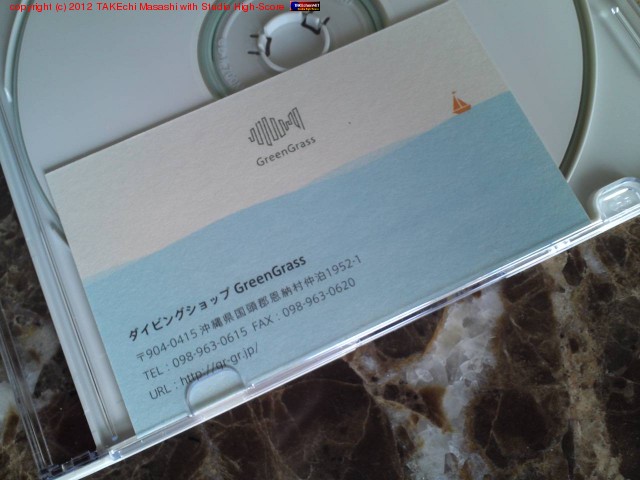 copyright (c) 2012 TAKEchi Masashi with Studio High-Score
GreenGrass
ダイビングショップ GreenGrass
〒904-0415 沖縄県国頭郡恩納村仲泊1952-1
TEL : 098-963-0615 FAX : 098-963-0620
URL : http://gr-gr.jp/